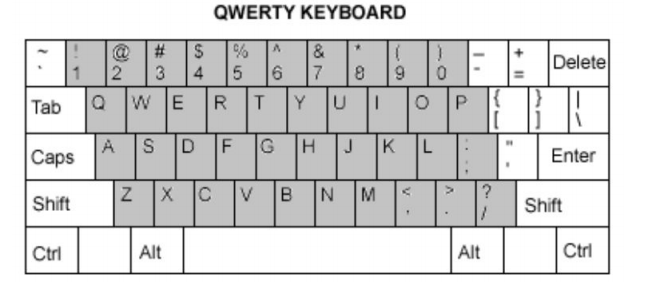 QWERTY KEYBOARD
~ ! @ # $ % ^ & * ( ) — +
` 1 2 3 4 5 6 7 8 9 0 - = Delete
Tab Q W E R T Y U I O P { } |
[ ] \
Caps A S D F G H J K L : " Enter
; '
Shift Z X C V B N M < > ? Shift
, . /
Ctrl Alt Alt Ctrl